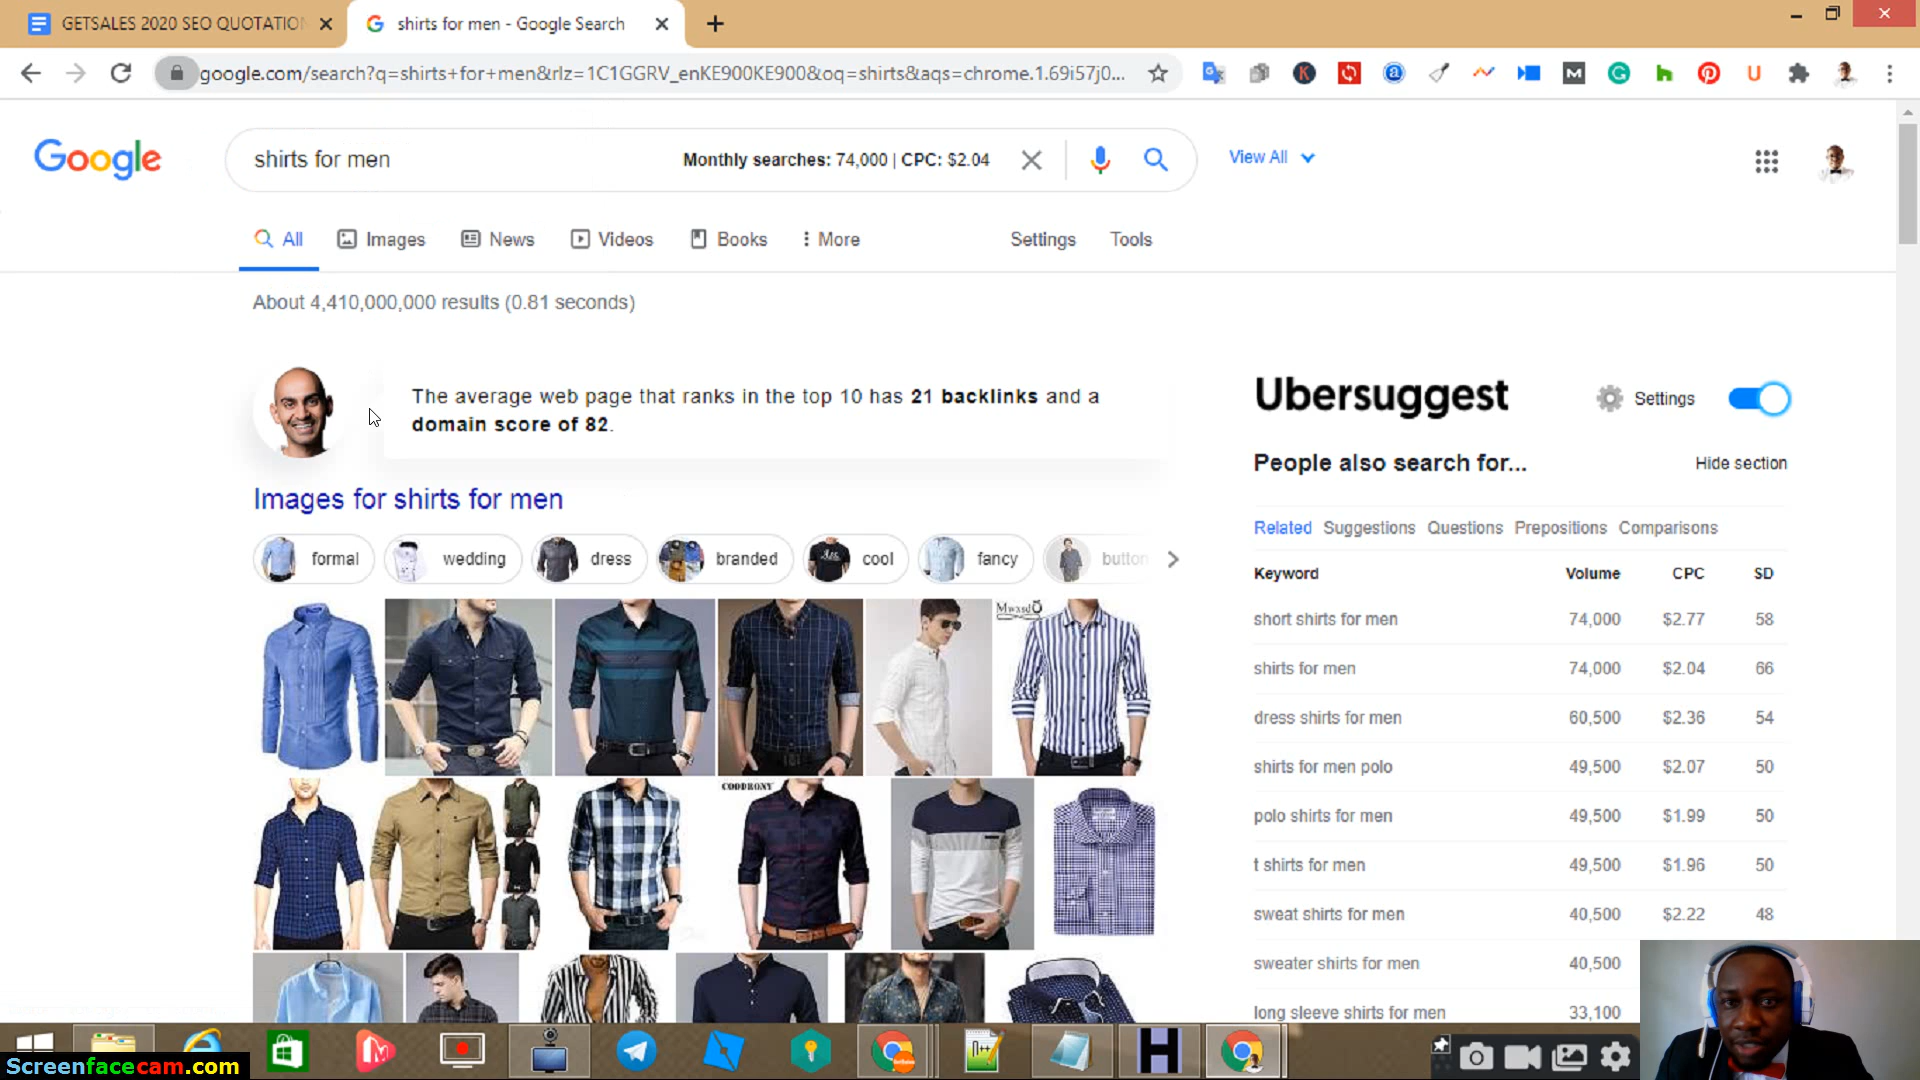 GETSALES 2020 SEO QUOTATION
shirts for men - Google Search
google.com/search?q=shirts+for+men&rlz=1C1GGRV_enKE900KE900&oq=shirts&aqs=chrome.1.69i57j0...
Google
shirts for men
Monthly searches: 74,000 | CPC: $2.04
View All
All
Images
News
Videos
Books
More
Settings
Tools
About 4,410,000,000 results (0.81 seconds)
The average web page that ranks in the top 10 has 21 backlinks and a
domain score of 82.
Ubersuggest
Settings
People also search for...
Hide section
Images for shirts for men
formal
wedding
dress
branded
cool
fancy
button
Related Suggestions Questions Prepositions Comparisons
Keyword Volume CPC SD
short shirts for men 74,000 $2.77 58
shirts for men 74,000 $2.04 66
dress shirts for men 60,500 $2.36 54
shirts for men polo 49,500 $2.07 50
polo shirts for men 49,500 $1.99 50
t shirts for men 49,500 $1.96 50
sweat shirts for men 40,500 $2.22 48
sweater shirts for men 40,500
long sleeve shirts for men 33,100
COODRONY
Screenfacecam.com